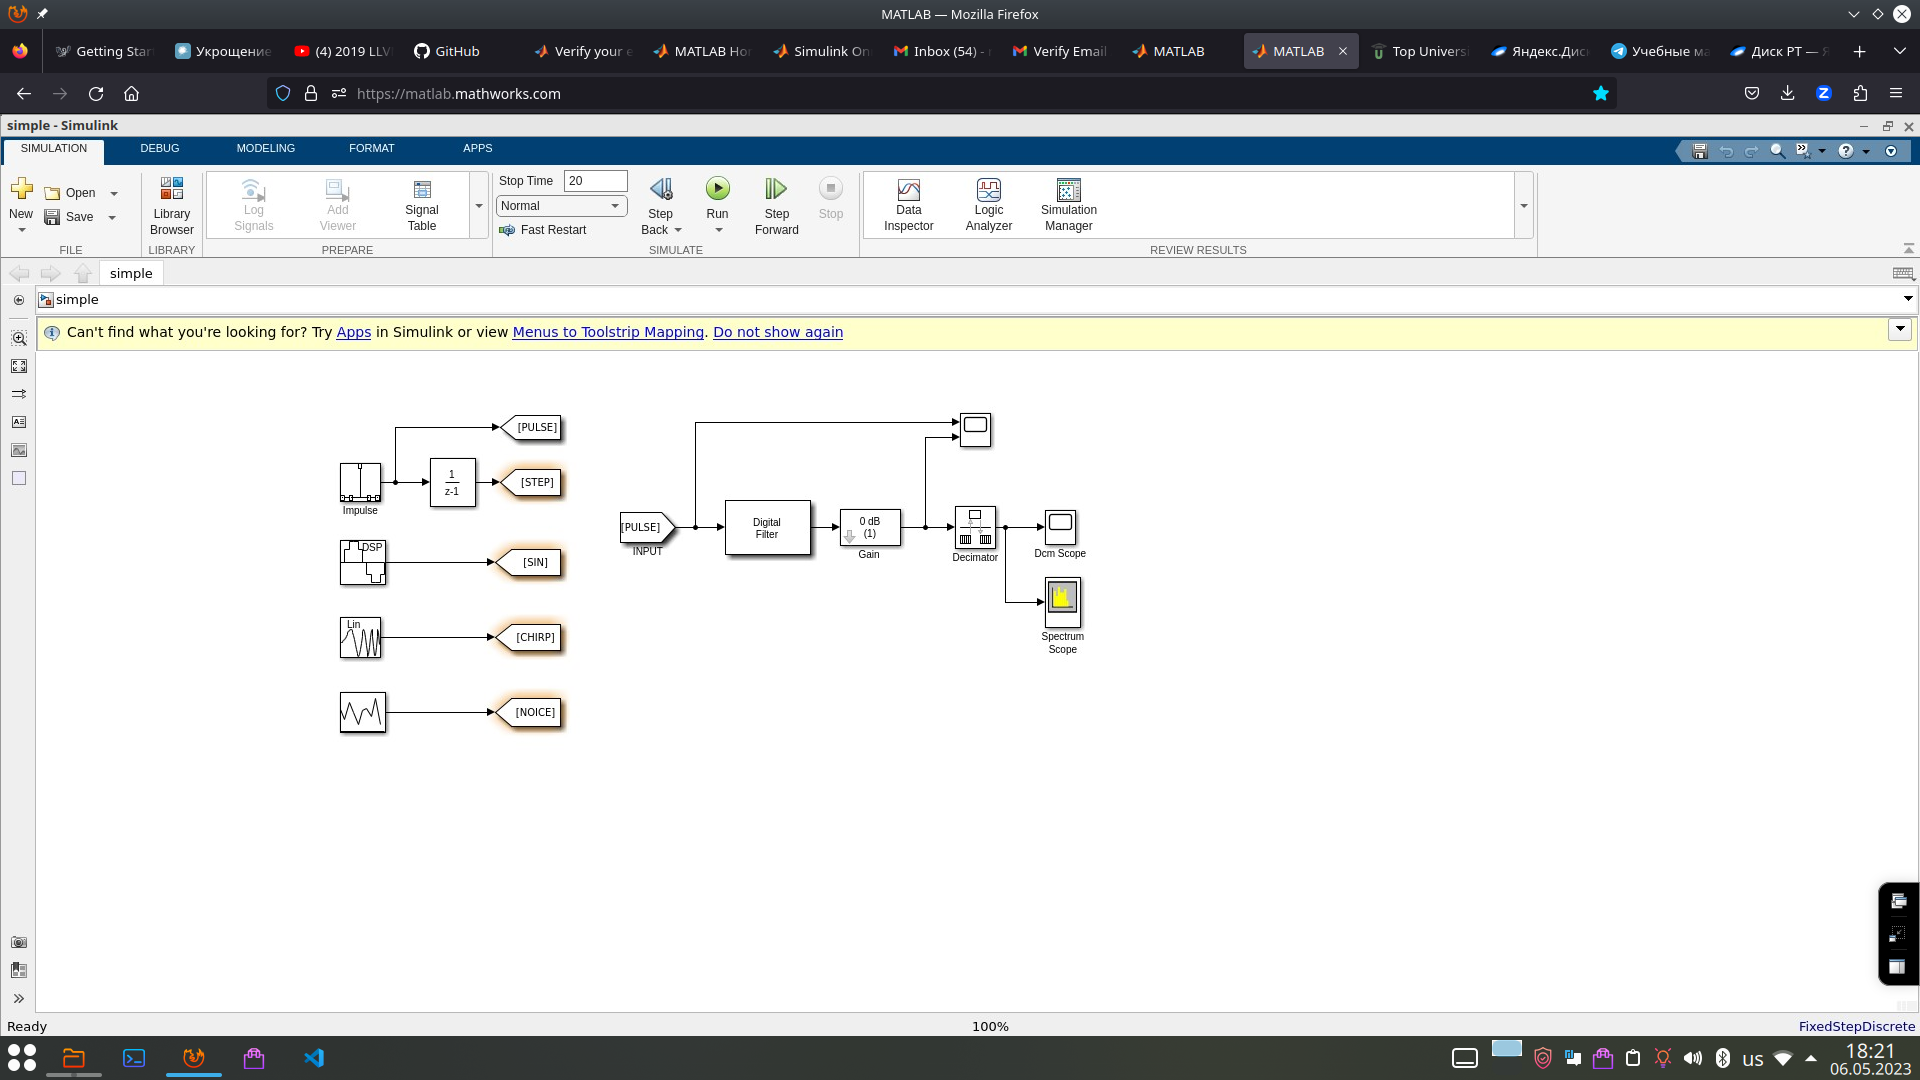 MATLAB — Mozilla Firefox
Getting Star
Укрощение
(4) 2019 LLV
GitHub
Verify your e
MATLAB Ho
Simulink On
Inbox (54) -
Verify Email
MATLAB
MATLAB
Top Univers
Яндекс.Дис
Учебные ма
Диск РТ — Я
https://matlab.mathworks.com
simple - Simulink
SIMULATION
DEBUG
MODELING
FORMAT
APPS
New
Open
Save
FILE
Library
Browser
LIBRARY
Log
Signals
Add
Viewer
Signal
Table
PREPARE
Stop Time 20
Normal
Fast Restart
Step
Back
Run
Step
Forward
Stop
SIMULATE
Data
Inspector
Logic
Analyzer
Simulation
Manager
REVIEW RESULTS
simple
simple
Can't find what you're looking for? Try Apps in Simulink or view Menus to Toolstrip Mapping. Do not show again
[PULSE]
Impulse
1
z-1
[STEP]
DSP
[SIN]
Lin
[CHIRP]
[NOICE]
[PULSE]
INPUT
Digital
Filter
0 dB
(1)
Gain
Decimator
Dcm Scope
Spectrum
Scope
Ready
100%
FixedStepDiscrete
us
18:21
06.05.2023